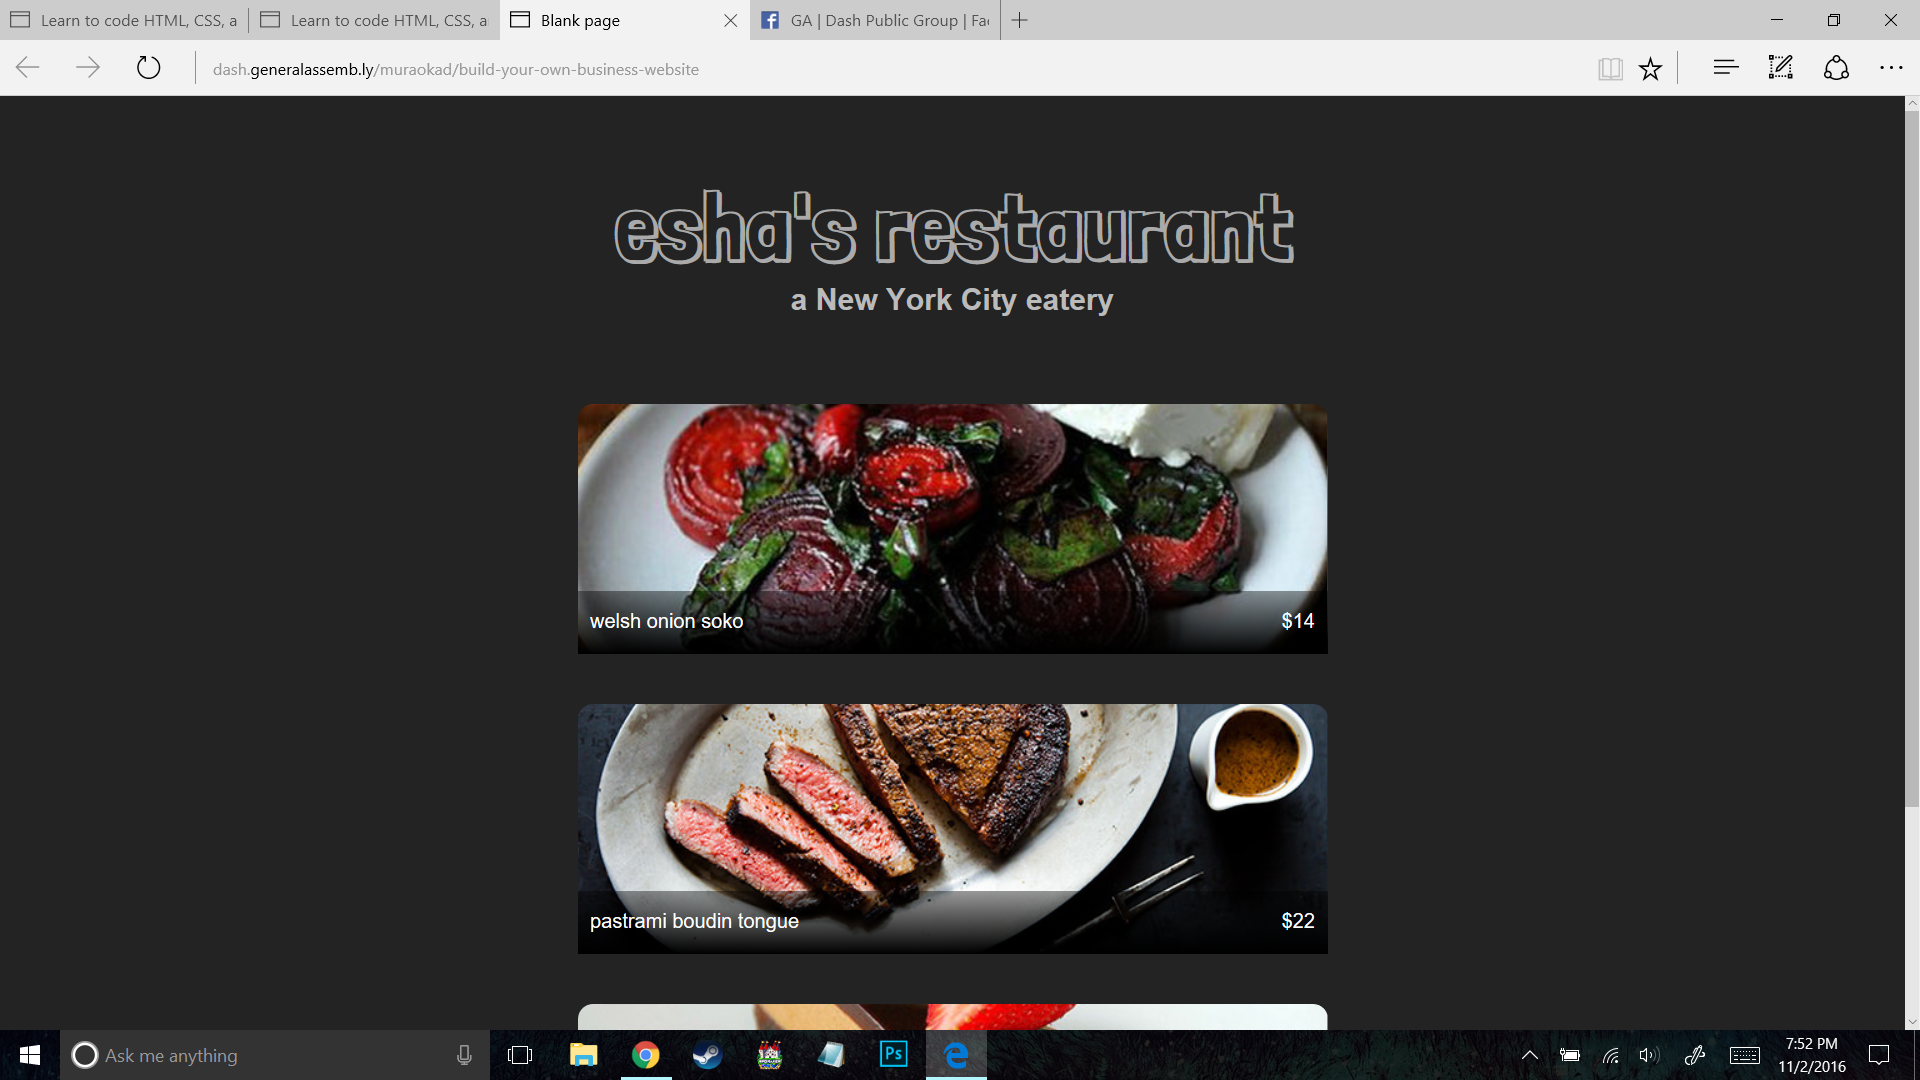 Learn to code HTML, CSS, a
Learn to code HTML, CSS, a
Blank page
GA | Dash Public Group | Fac
dash.generalassemb.ly/muraokad/build-your-own-business-website
esha's restaurant
a New York City eatery
welsh onion soko
$14
pastrami boudin tongue
$22
Ask me anything
Ps
7:52 PM
11/2/2016